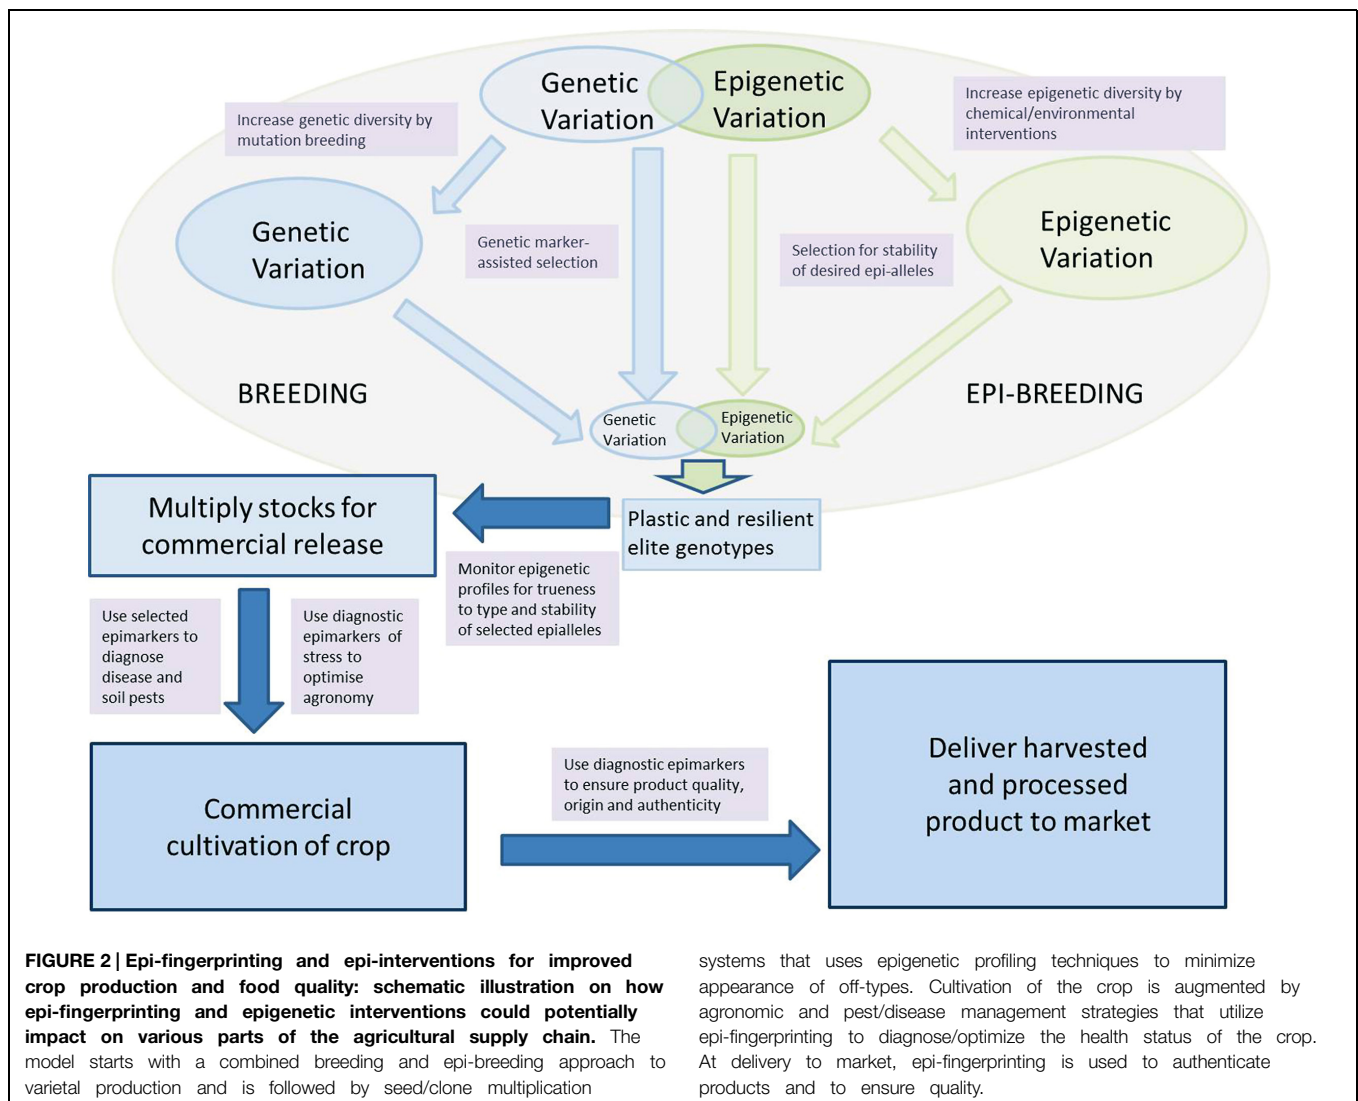 Genetic
Variation
Epigenetic
Variation
Increase genetic diversity by
mutation breeding
Increase epigenetic diversity by
chemical/environmental
interventions
Genetic
Variation
Genetic marker-
assisted selection
Selection for stability
of desired epi-alleles
Epigenetic
Variation
BREEDING
EPI-BREEDING
Genetic
Variation
Epigenetic
Variation
Multiply stocks for
commercial release
Plastic and resilient
elite genotypes
Monitor epigenetic
profiles for trueness
to type and stability
of selected epialleles
Use selected
epimarkers to
diagnose
disease and
soil pests
Use diagnostic
epimarkers of
stress to
optimise
agronomy
Commercial
cultivation of crop
Use diagnostic epimarkers
to ensure product quality,
origin and authenticity
Deliver harvested
and processed
product to market
FIGURE 2 | Epi-fingerprinting and epi-interventions for improved
crop production and food quality: schematic illustration on how
epi-fingerprinting and epigenetic interventions could potentially
impact on various parts of the agricultural supply chain. The
model starts with a combined breeding and epi-breeding approach to
varietal production and is followed by seed/clone multiplication
systems that uses epigenetic profiling techniques to minimize
appearance of off-types. Cultivation of the crop is augmented by
agronomic and pest/disease management strategies that utilize
epi-fingerprinting to diagnose/optimize the health status of the crop.
At delivery to market, epi-fingerprinting is used to authenticate
products and to ensure quality.